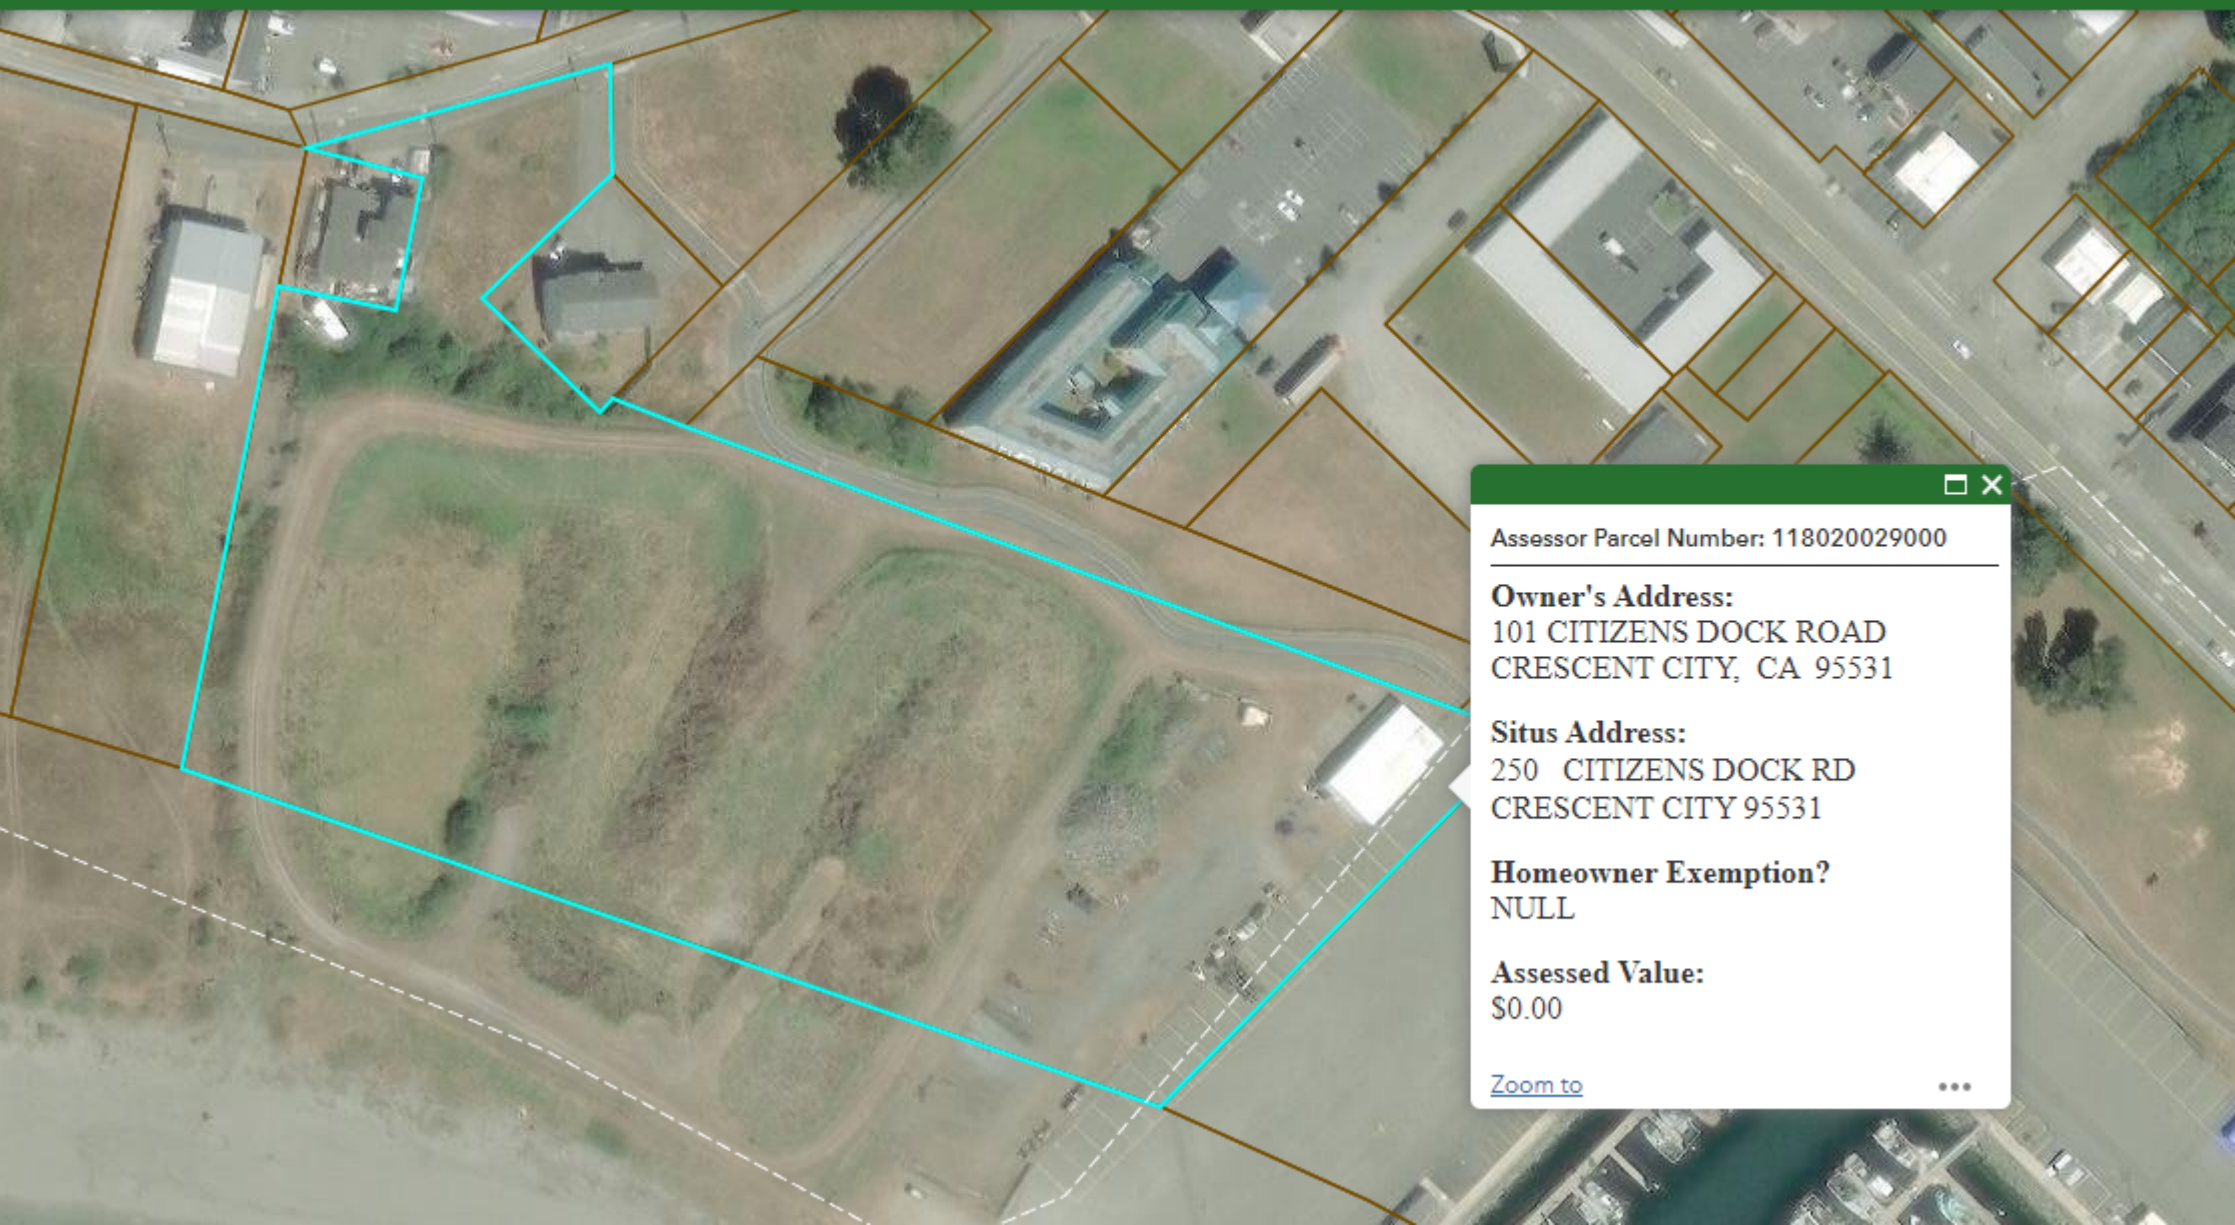 Assessor Parcel Number: 118020029000
Owner's Address:
101 CITIZENS DOCK ROAD
CRESCENT CITY, CA 95531
Situs Address:
250 CITIZENS DOCK RD
CRESCENT CITY 95531
Homeowner Exemption?
NULL
Assessed Value:
$0.00
Zoom to